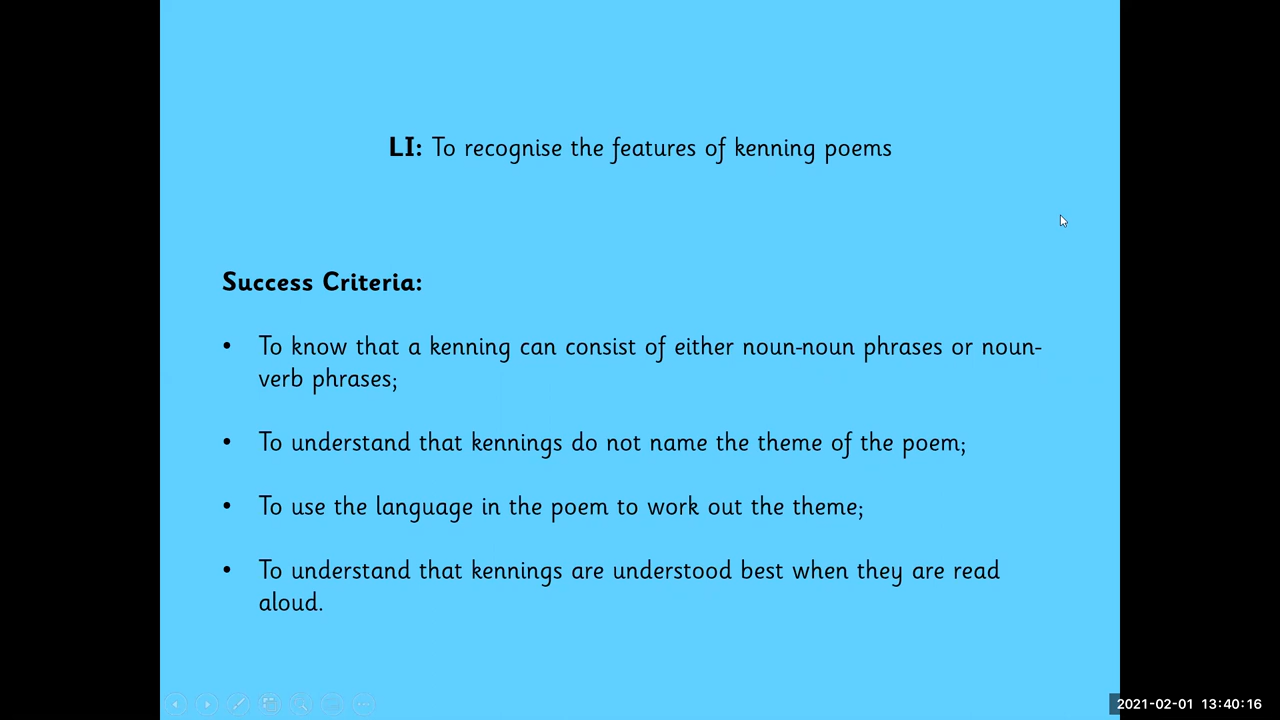 LI: To recognise the features of kenning poems
Success Criteria:
• To know that a kenning can consist of either noun-noun phrases or noun-
verb phrases;
• To understand that kennings do not name the theme of the poem;
• To use the language in the poem to work out the theme;
• To understand that kennings are understood best when they are read
aloud.
2021-02-01 13:40:16